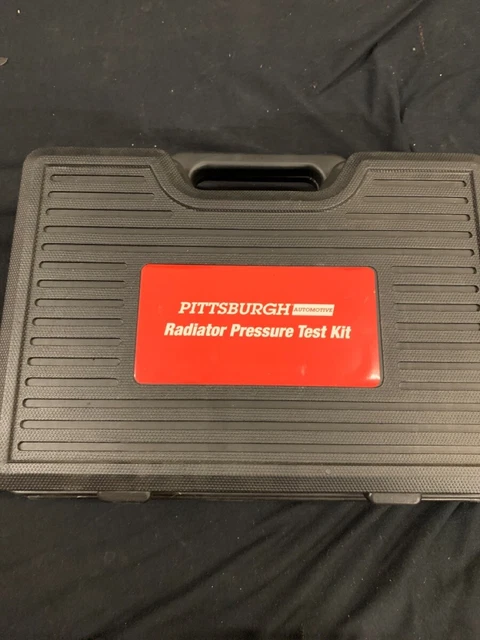 PITTSBURGH AUTOMOTIVE
Radiator Pressure Test Kit